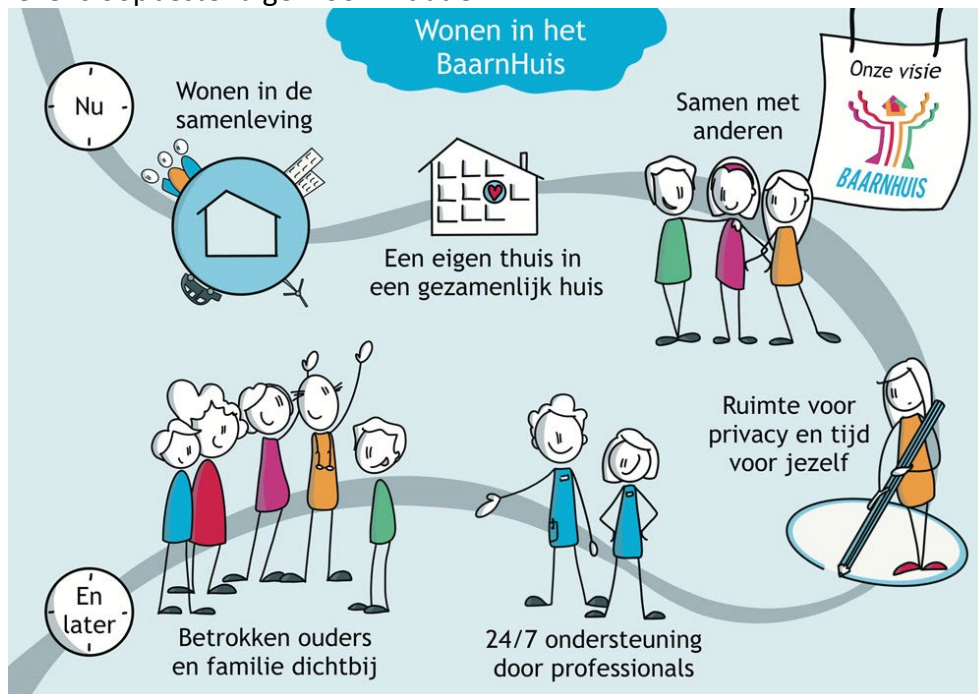 Wonen in het
BaarnHuis
Onze visie
BAARNHUIS
Nu
Wonen in de
samenleving
Een eigen thuis in
een gezamenlijk huis
Samen met
anderen
Ruimte voor
privacy en tijd
voor jezelf
24/7 ondersteuning
door professionals
Betrokken ouders
en familie dichtbij
En
later